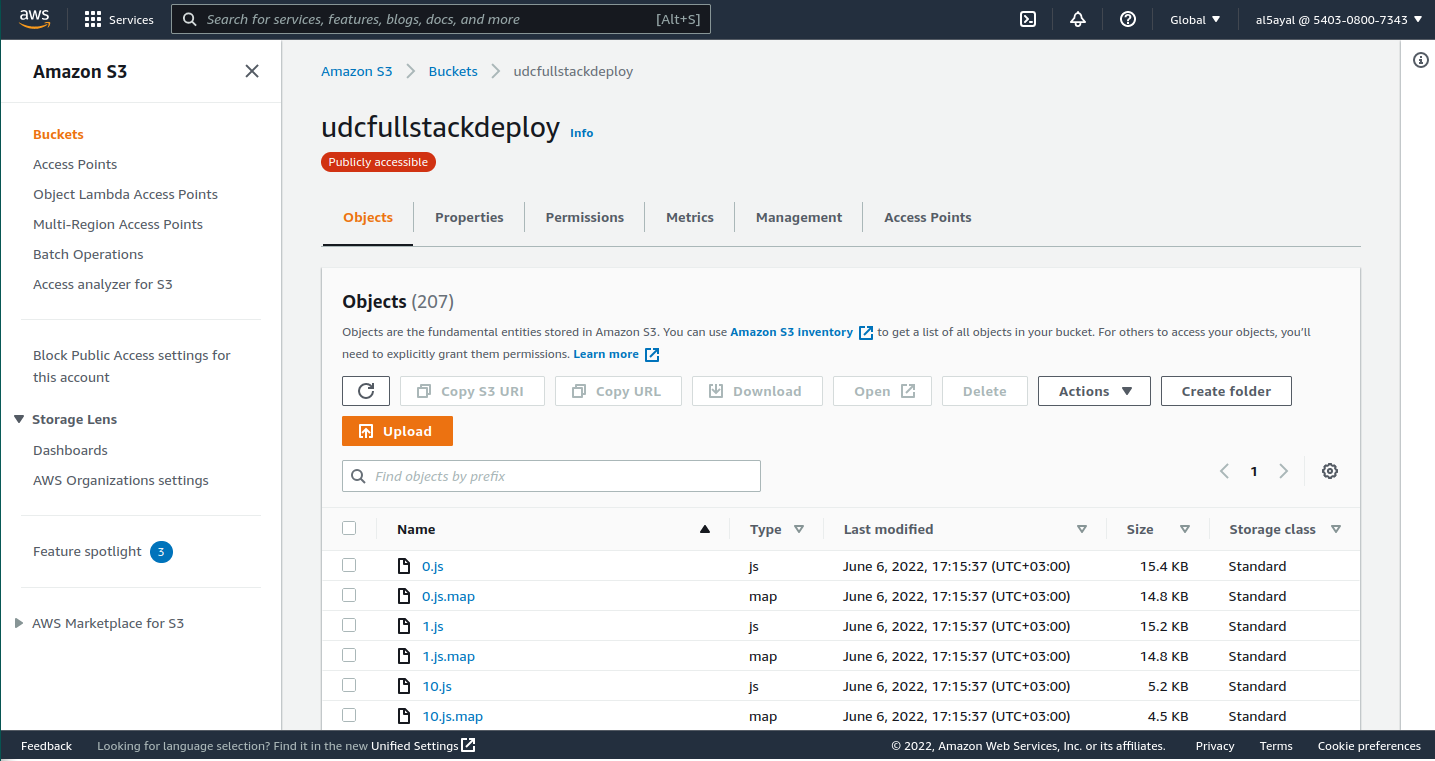 aws Services Search for services, features, blogs, docs, and more [Alt+S] Global al5ayal @ 5403-0800-7343
Amazon S3
Buckets
Access Points
Object Lambda Access Points
Multi-Region Access Points
Batch Operations
Access analyzer for S3
Block Public Access settings for
this account
Storage Lens
Dashboards
AWS Organizations settings
Feature spotlight 3
AWS Marketplace for S3
Amazon S3 Buckets udcfullstackdeploy
udcfullstackdeploy Info
Publicly accessible
Objects Properties Permissions Metrics Management Access Points
Objects (207)
Objects are the fundamental entities stored in Amazon S3. You can use Amazon S3 inventory to get a list of all objects in your bucket. For others to access your objects, you'll
need to explicitly grant them permissions. Learn more
Copy S3 URI Copy URL Download Open Delete Actions Create folder
Upload
Find objects by prefix 1
Name Type Last modified Size Storage class
0.js js June 6, 2022, 17:15:37 (UTC+03:00) 15.4 KB Standard
0.js.map map June 6, 2022, 17:15:37 (UTC+03:00) 14.8 KB Standard
1.js js June 6, 2022, 17:15:37 (UTC+03:00) 15.2 KB Standard
1.js.map map June 6, 2022, 17:15:37 (UTC+03:00) 14.8 KB Standard
10.js js June 6, 2022, 17:15:37 (UTC+03:00) 5.2 KB Standard
10.js.map map June 6, 2022, 17:15:37 (UTC+03:00) 4.5 KB Standard
Feedback Looking for language selection? Find it in the new Unified Settings © 2022, Amazon Web Services, Inc. or its affiliates. Privacy Terms Cookie preferences